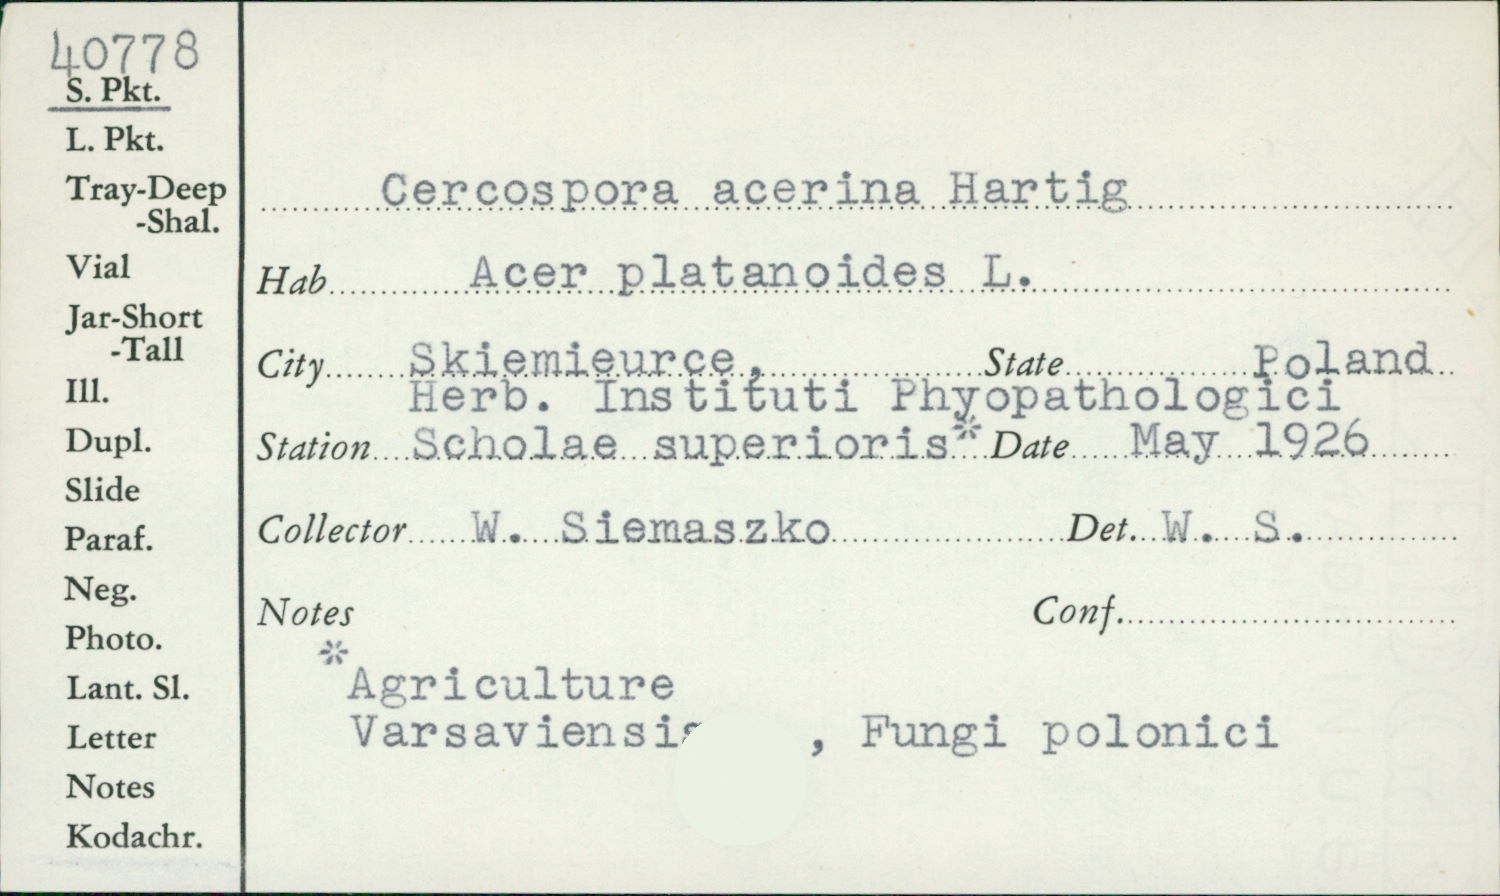 40778
S. Pkt.
L. Pkt.
Tray-Deep
-Shal.
Vial
Jar-Short
-Tall
Ill.
Dupl.
Slide
Paraf.
Neg.
Photo.
Lant. Sl.
Letter
Notes
Kodachr.
Cercospora acerina Hartig
Hab. Acer platanoides L.
City Skiemieurce, State Poland
Herb. Instituti Phyopathologici
Station Scholae superioris* Date May 1926
Collector W. Siemaszko Det. W. S.
Notes Conf.
*Agriculture
Varsaviensis , Fungi polonici